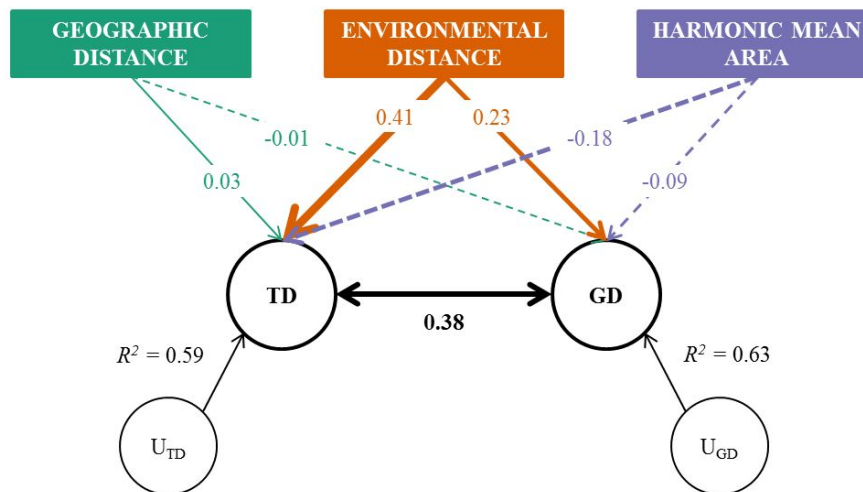 GEOGRAPHIC
DISTANCE
ENVIRONMENTAL
DISTANCE
HARMONIC MEAN
AREA
0.41
0.23
-0.01
-0.18
0.03
-0.09
TD
GD
0.38
R² = 0.59
R² = 0.63
U_TD
U_GD